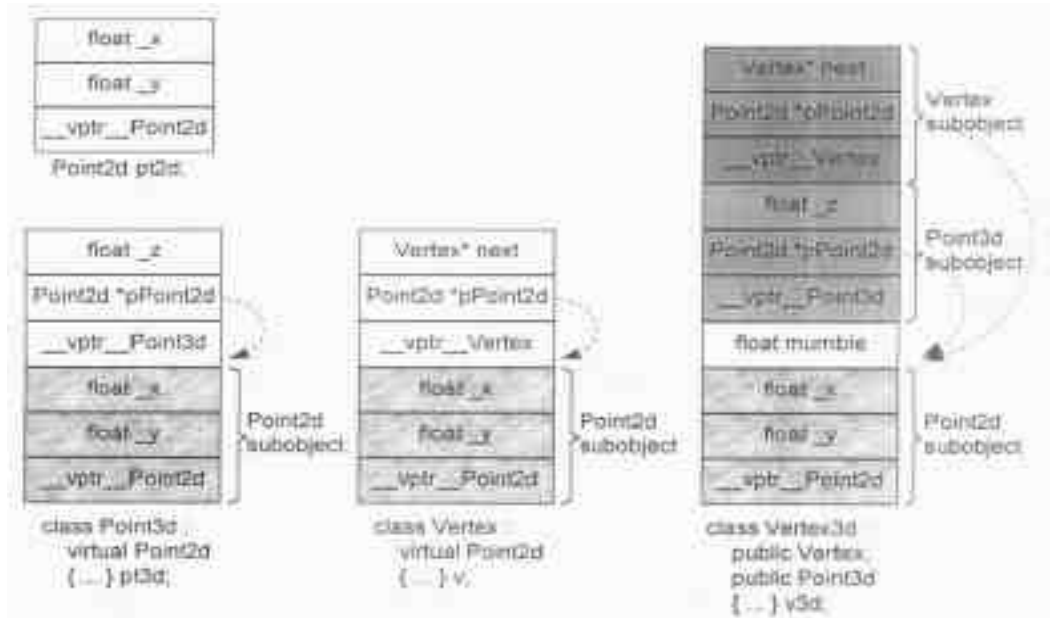 float _x
float _y
__vptr__Point2d
Point2d pt2d;
float _z
Point2d *pPoint2d
__vptr__Point3d
float _x
float _y
__vptr__Point2d
Point2d
subobject
class Point3d :
virtual Point2d
{ ... } pt3d;
Vertex* next
Point2d *pPoint2d
__vptr__Vertex
float _x
float _y
__vptr__Point2d
Point2d
subobject
class Vertex :
virtual Point2d
{ ... } v;
Vertex* next
Point2d *pPoint2d
__vptr__Vertex
Vertex
subobject
float _z
Point2d *pPoint2d
__vptr__Point3d
Point3d
subobject
float mumble
float _x
float _y
__vptr__Point2d
Point2d
subobject
class Vertex3d
public Vertex,
public Point3d
{ ... } v3d;